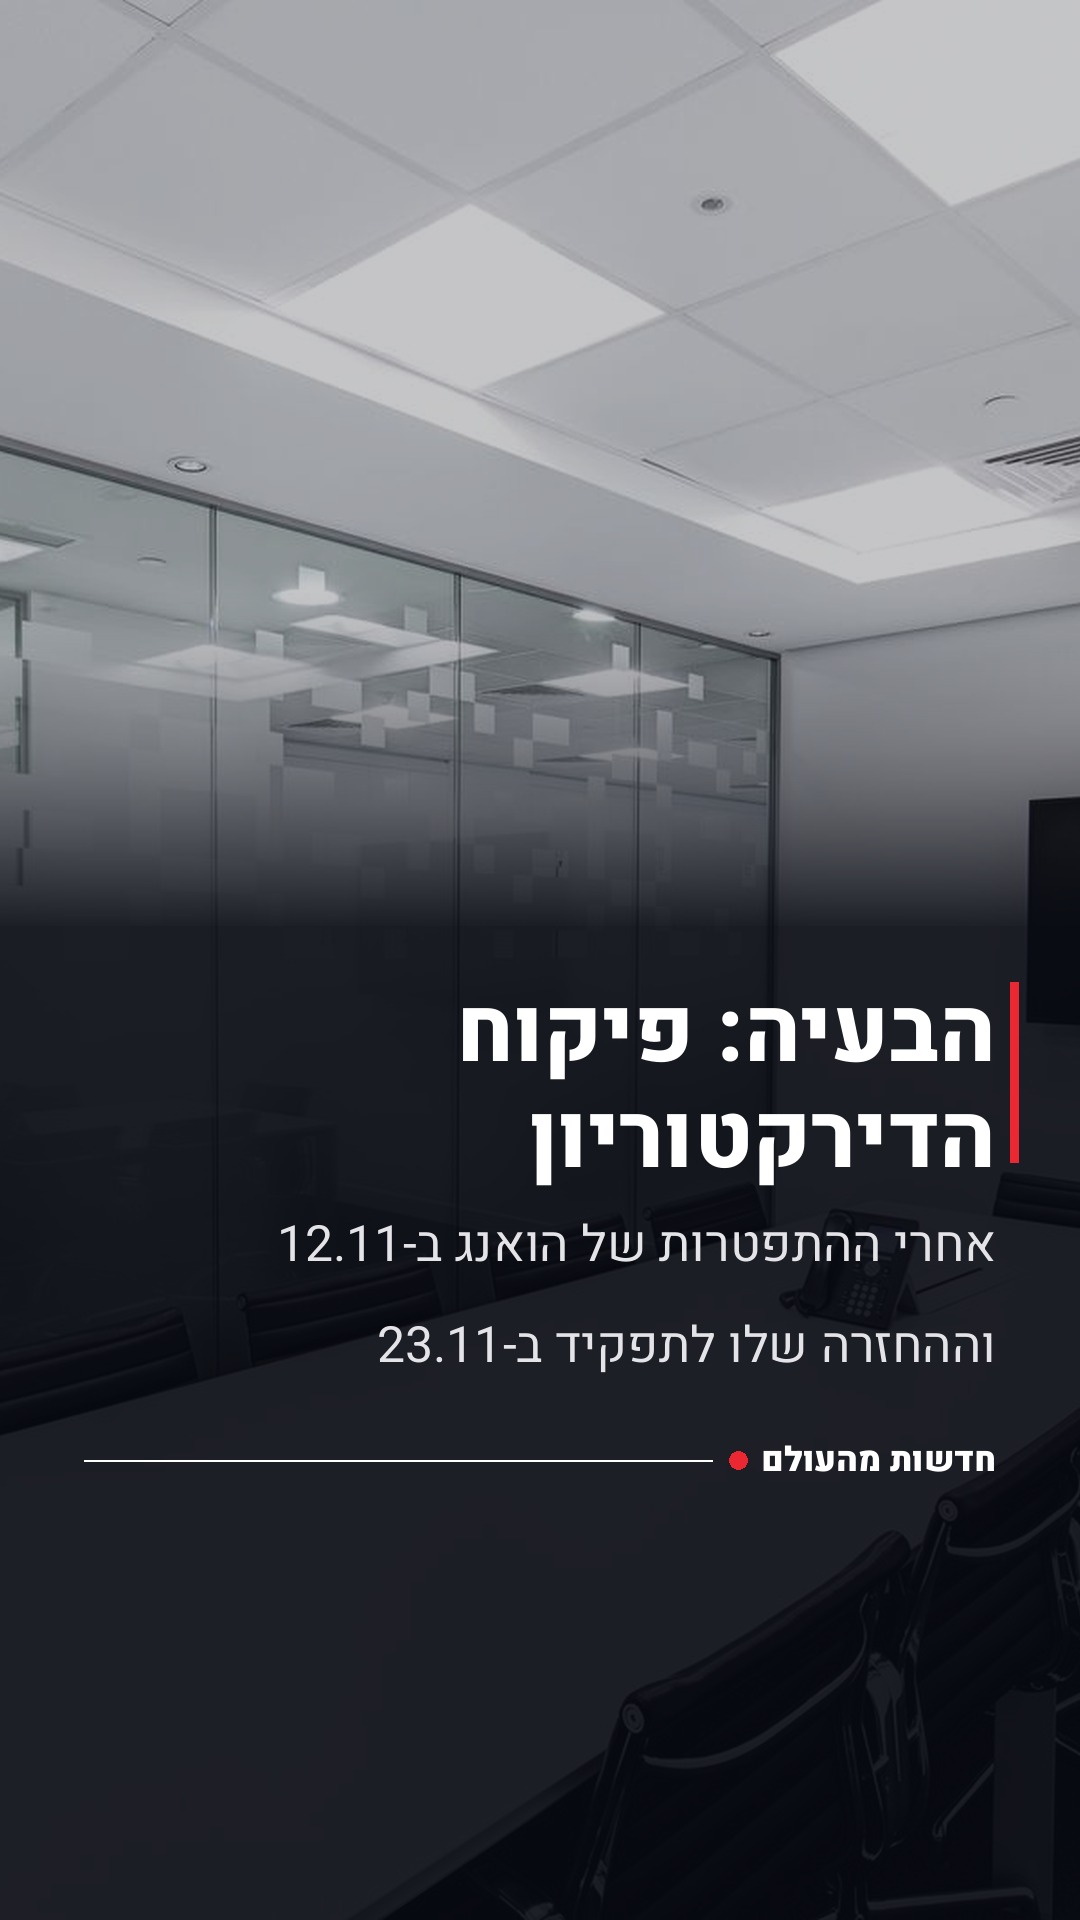 הבעיה: פיקוח
הדירקטוריון
אחרי ההתפטרות של הואנג ב-12.11
וההחזרה שלו לתפקיד ב-23.11
חדשות מהעולם